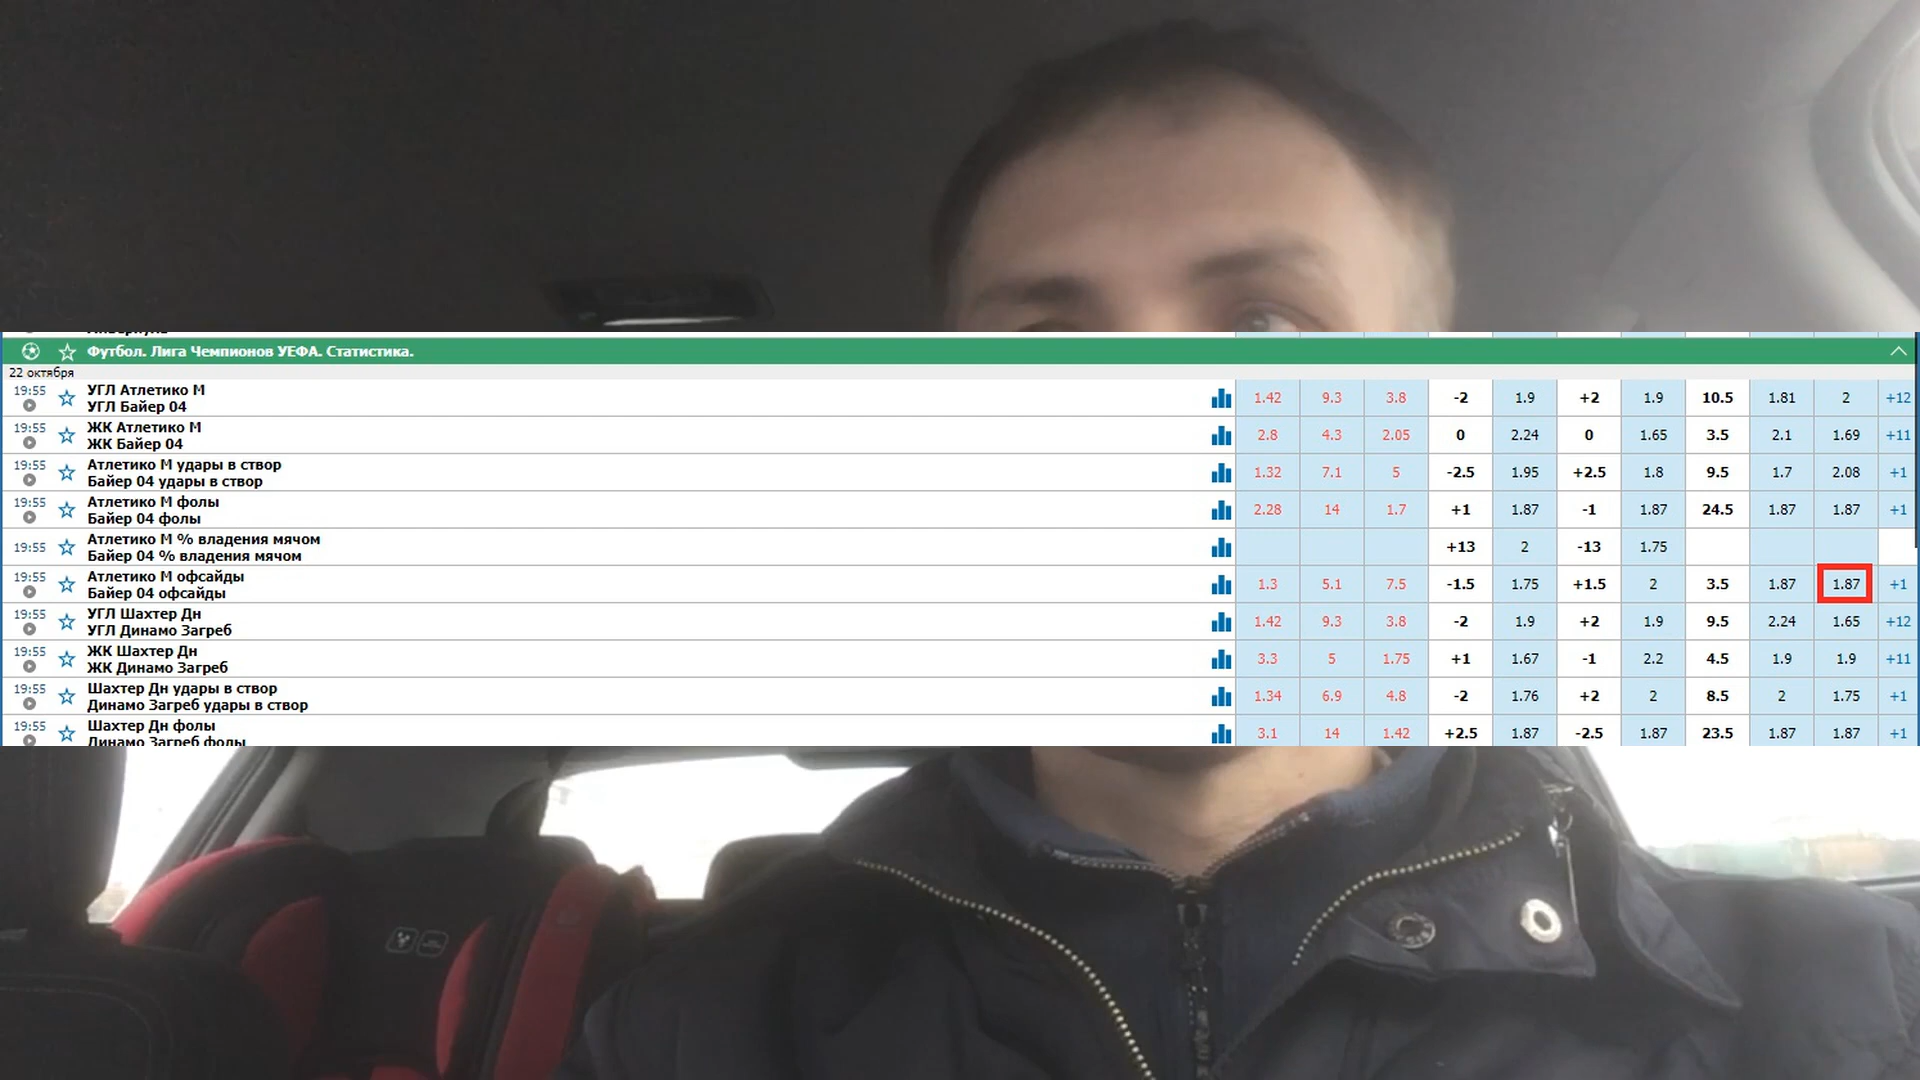 Футбол. Лига Чемпионов УЕФА. Статистика.
22 октября
19:55 УГЛ Атлетико М 1.42 9.3 3.8 -2 1.9 +2 1.9 10.5 1.81 2 +12
УГЛ Байер 04
19:55 ЖК Атлетико М 2.8 4.3 2.05 0 2.24 0 1.65 3.5 2.1 1.69 +11
ЖК Байер 04
19:55 Атлетико М удары в створ 1.32 7.1 5 -2.5 1.95 +2.5 1.8 9.5 1.7 2.08 +1
Байер 04 удары в створ
19:55 Атлетико М фолы 2.28 14 1.7 +1 1.87 -1 1.87 24.5 1.87 1.87 +1
Байер 04 фолы
19:55 Атлетико М % владения мячом +13 2 -13 1.75
Байер 04 % владения мячом
19:55 Атлетико М офсайды 1.3 5.1 7.5 -1.5 1.75 +1.5 2 3.5 1.87 1.87 +1
Байер 04 офсайды
19:55 УГЛ Шахтер Дн 1.42 9.3 3.8 -2 1.9 +2 1.9 9.5 2.24 1.65 +12
УГЛ Динамо Загреб
19:55 ЖК Шахтер Дн 3.3 5 1.75 +1 1.67 -1 2.2 4.5 1.9 1.9 +11
ЖК Динамо Загреб
19:55 Шахтер Дн удары в створ 1.34 6.9 4.8 -2 1.76 +2 2 8.5 2 1.75 +1
Динамо Загреб удары в створ
19:55 Шахтер Дн фолы 3.1 14 1.42 +2.5 1.87 -2.5 1.87 23.5 1.87 1.87 +1
Динамо Загреб фолы